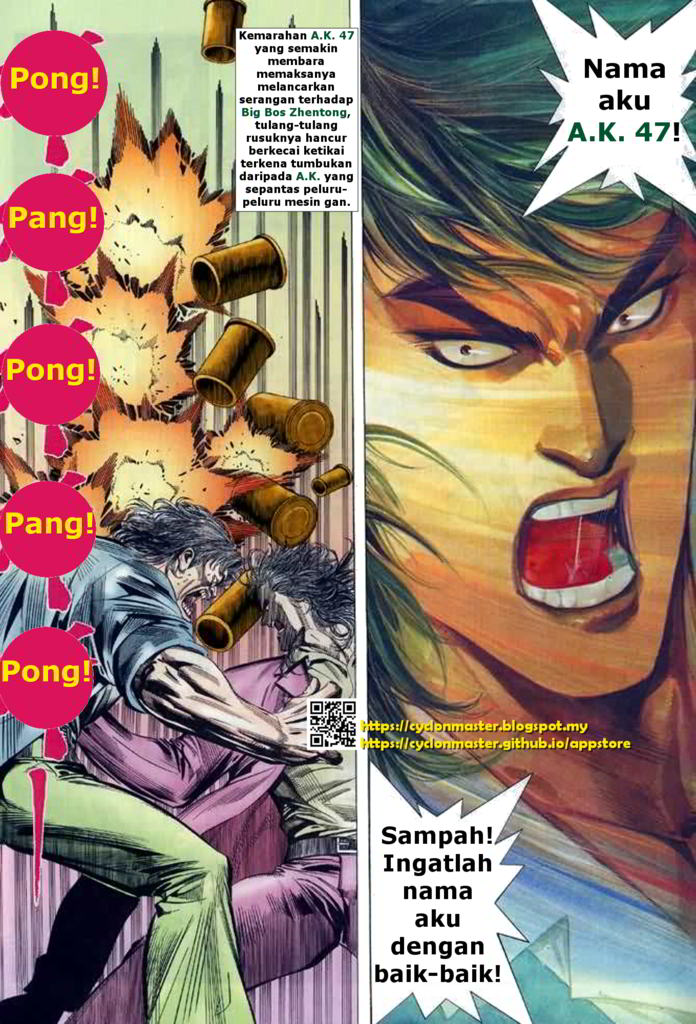 Pong!
Pang!
Pong!
Pang!
Pong!
Kemarahan A.K. 47
yang semakin
membara
memaksanya
melancarkan
serangan terhadap
Big Bos Zhentong,
tulang-tulang
rusuknya hancur
berkecai ketikai
terkena tumbukan
daripada A.K. yang
sepantas peluru-
peluru mesin gan.
Nama
aku
A.K. 47!
https://cyclonmaster.blogspot.my
https://cyclonmaster.github.io/appstore
Sampah!
Ingatlah
nama
aku
dengan
baik-baik!